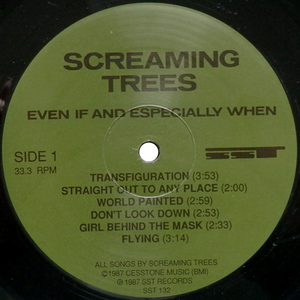 SCREAMING
TREES
EVEN IF AND ESPECIALLY WHEN
SIDE 1
33.3 RPM
SST
TRANSFIGURATION (3:53)
STRAIGHT OUT TO ANY PLACE (2:00)
WORLD PAINTED (2:59)
DON'T LOOK DOWN (2:53)
GIRL BEHIND THE MASK (2:33)
FLYING (3:14)
ALL SONGS BY SCREAMING TREES
©1987 CESSTONE MUSIC (BMI)
℗1987 SST RECORDS
SST 132